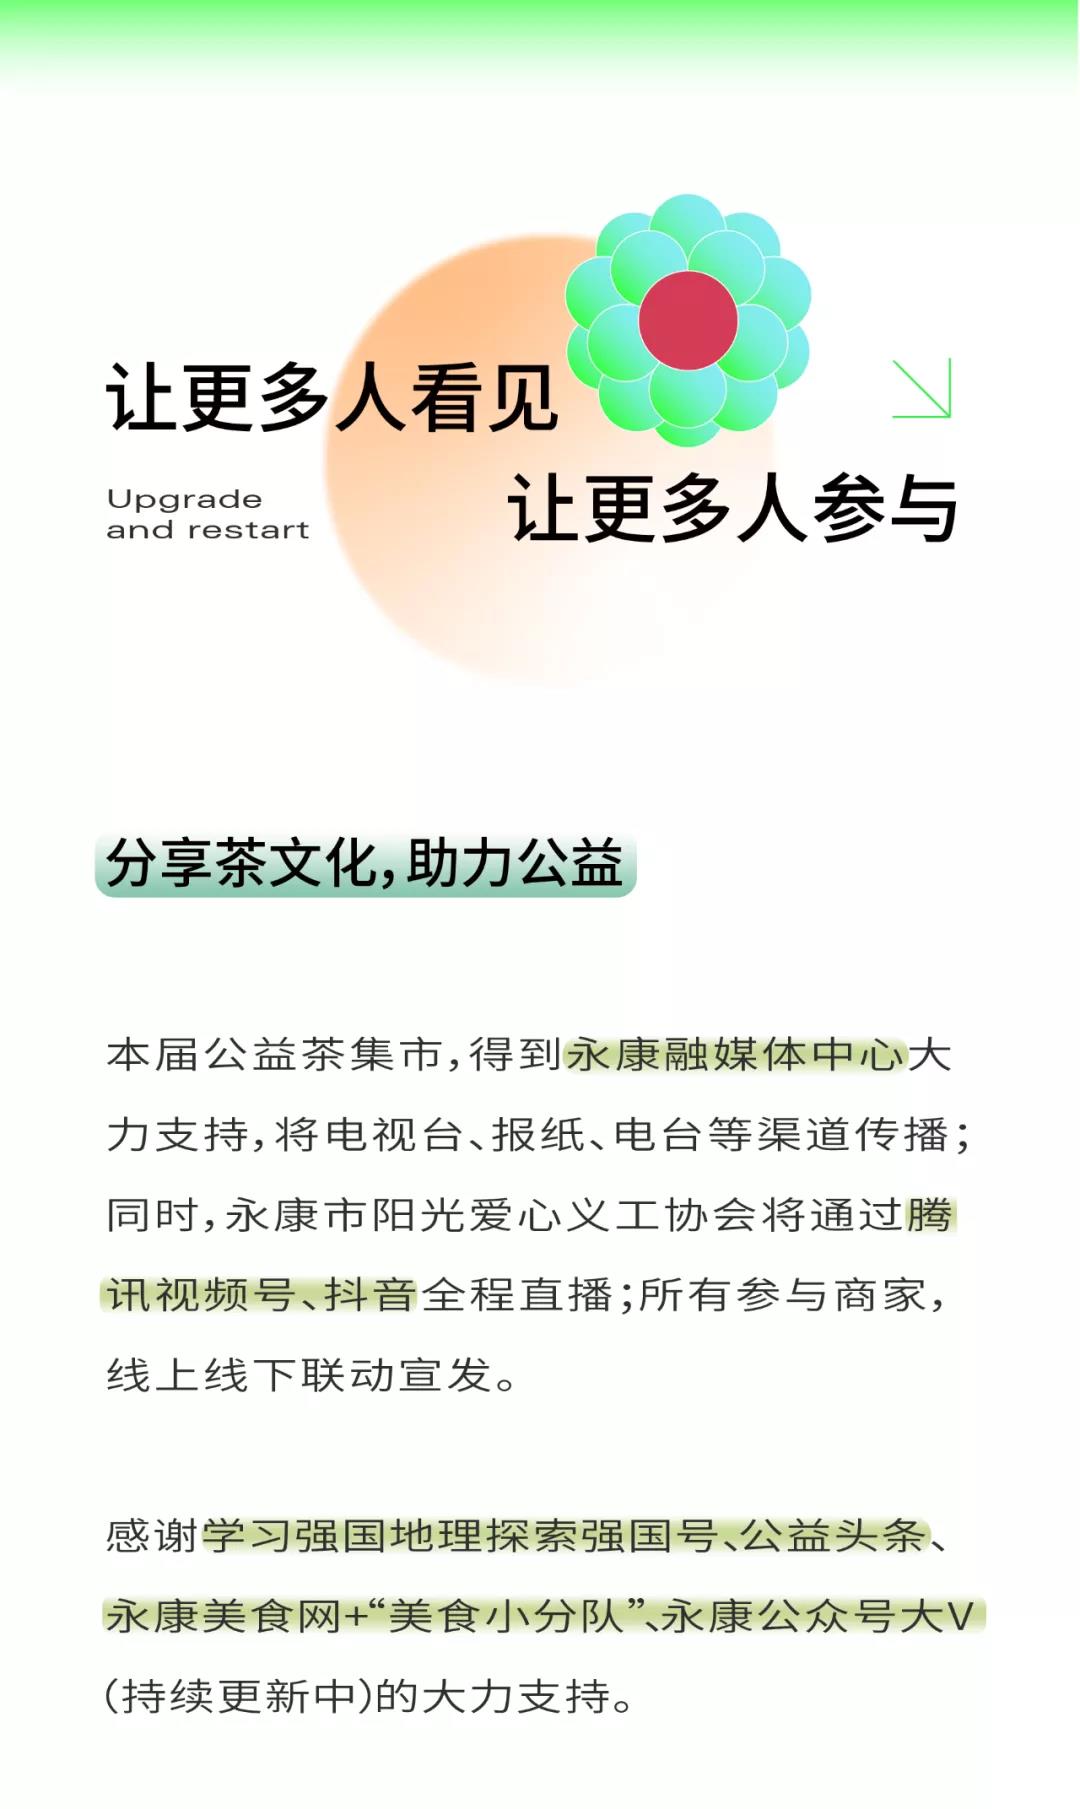 让更多人看见
让更多人参与
Upgrade
and restart
分享茶文化，助力公益
本届公益茶集市，得到永康融媒体中心大
力支持，将电视台、报纸、电台等渠道传播；
同时，永康市阳光爱心义工协会将通过腾
讯视频号、抖音全程直播；所有参与商家，
线上线下联动宣发。
感谢学习强国地理探索强国号、公益头条、
永康美食网+“美食小分队”、永康公众号大V
（持续更新中）的大力支持。